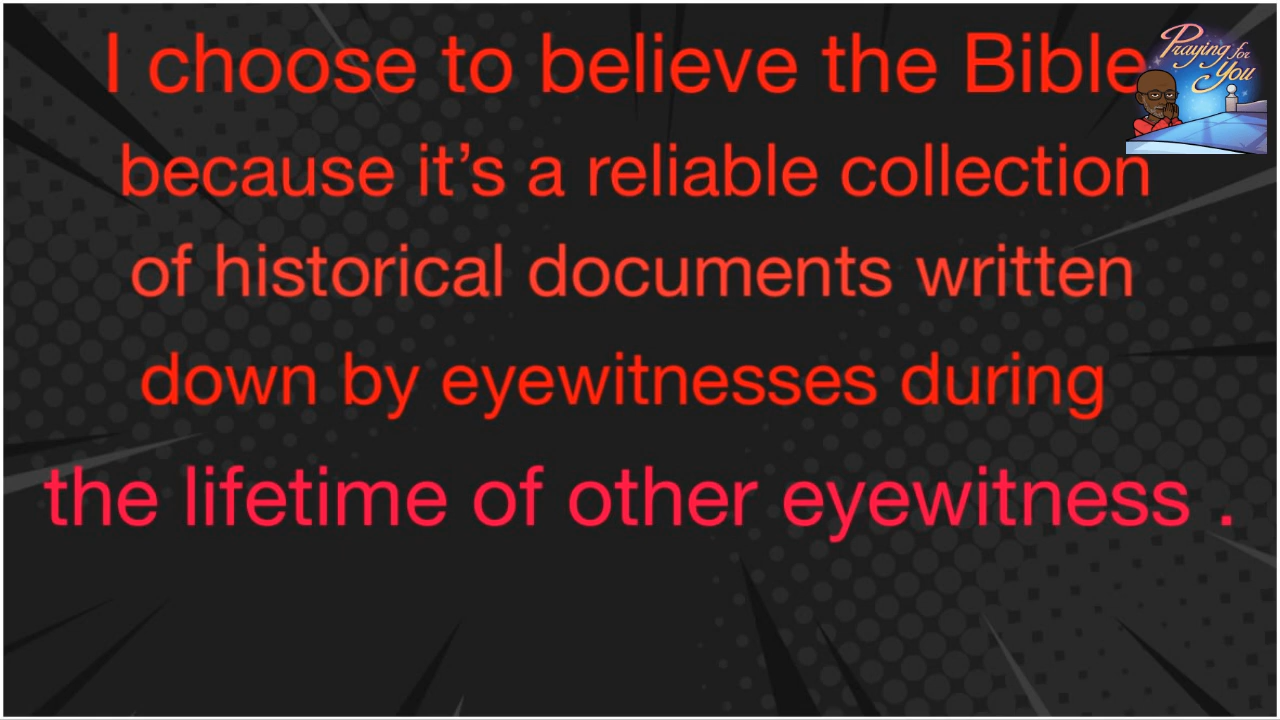 I choose to believe the Bible
because it’s a reliable collection
of historical documents written
down by eyewitnesses during
the lifetime of other eyewitness .
Praying for
You